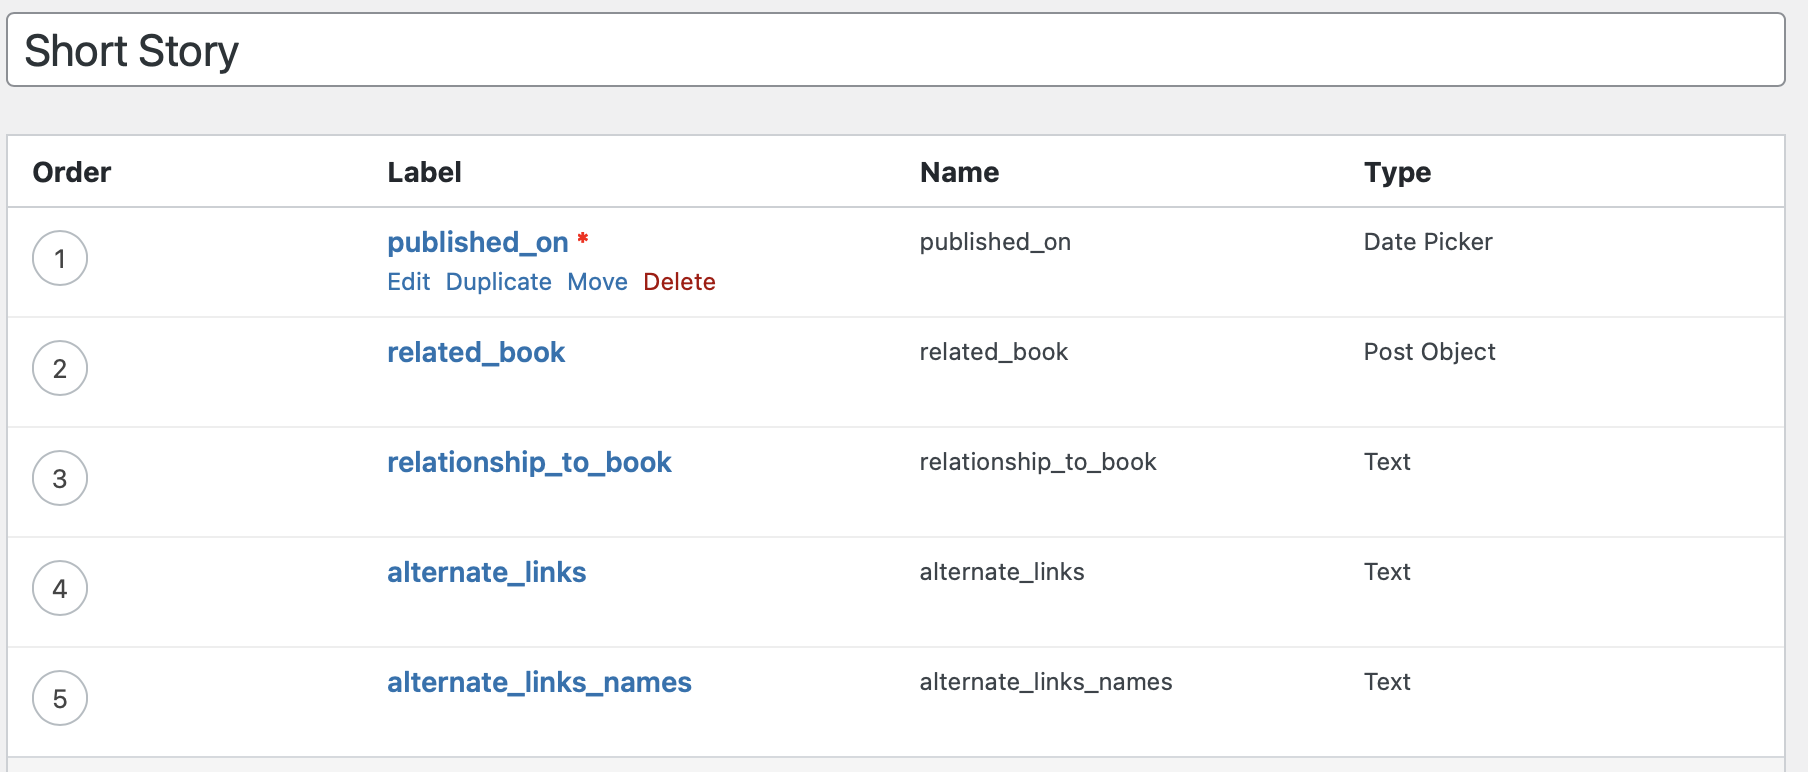 Short Story
Order Label Name Type
1 published_on * published_on Date Picker
Edit Duplicate Move Delete
2 related_book related_book Post Object
3 relationship_to_book relationship_to_book Text
4 alternate_links alternate_links Text
5 alternate_links_names alternate_links_names Text